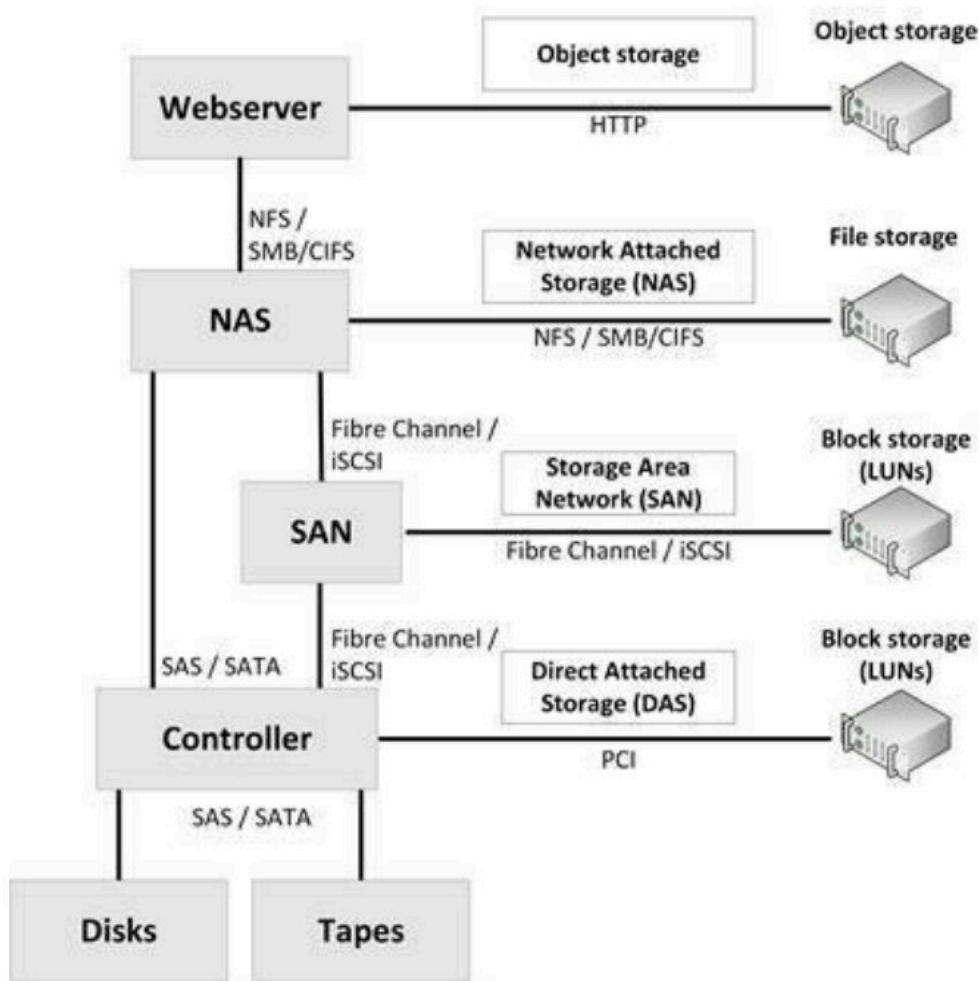 Object storage
Object storage
Webserver
HTTP
NFS /
SMB/CIFS
Network Attached
Storage (NAS)
File storage
NAS
NFS / SMB/CIFS
Fibre Channel /
iSCSI
Storage Area
Network (SAN)
Block storage
(LUNs)
SAN
Fibre Channel / iSCSI
Fibre Channel /
iSCSI
SAS / SATA
Direct Attached
Storage (DAS)
Block storage
(LUNs)
Controller
PCI
SAS / SATA
Disks
Tapes